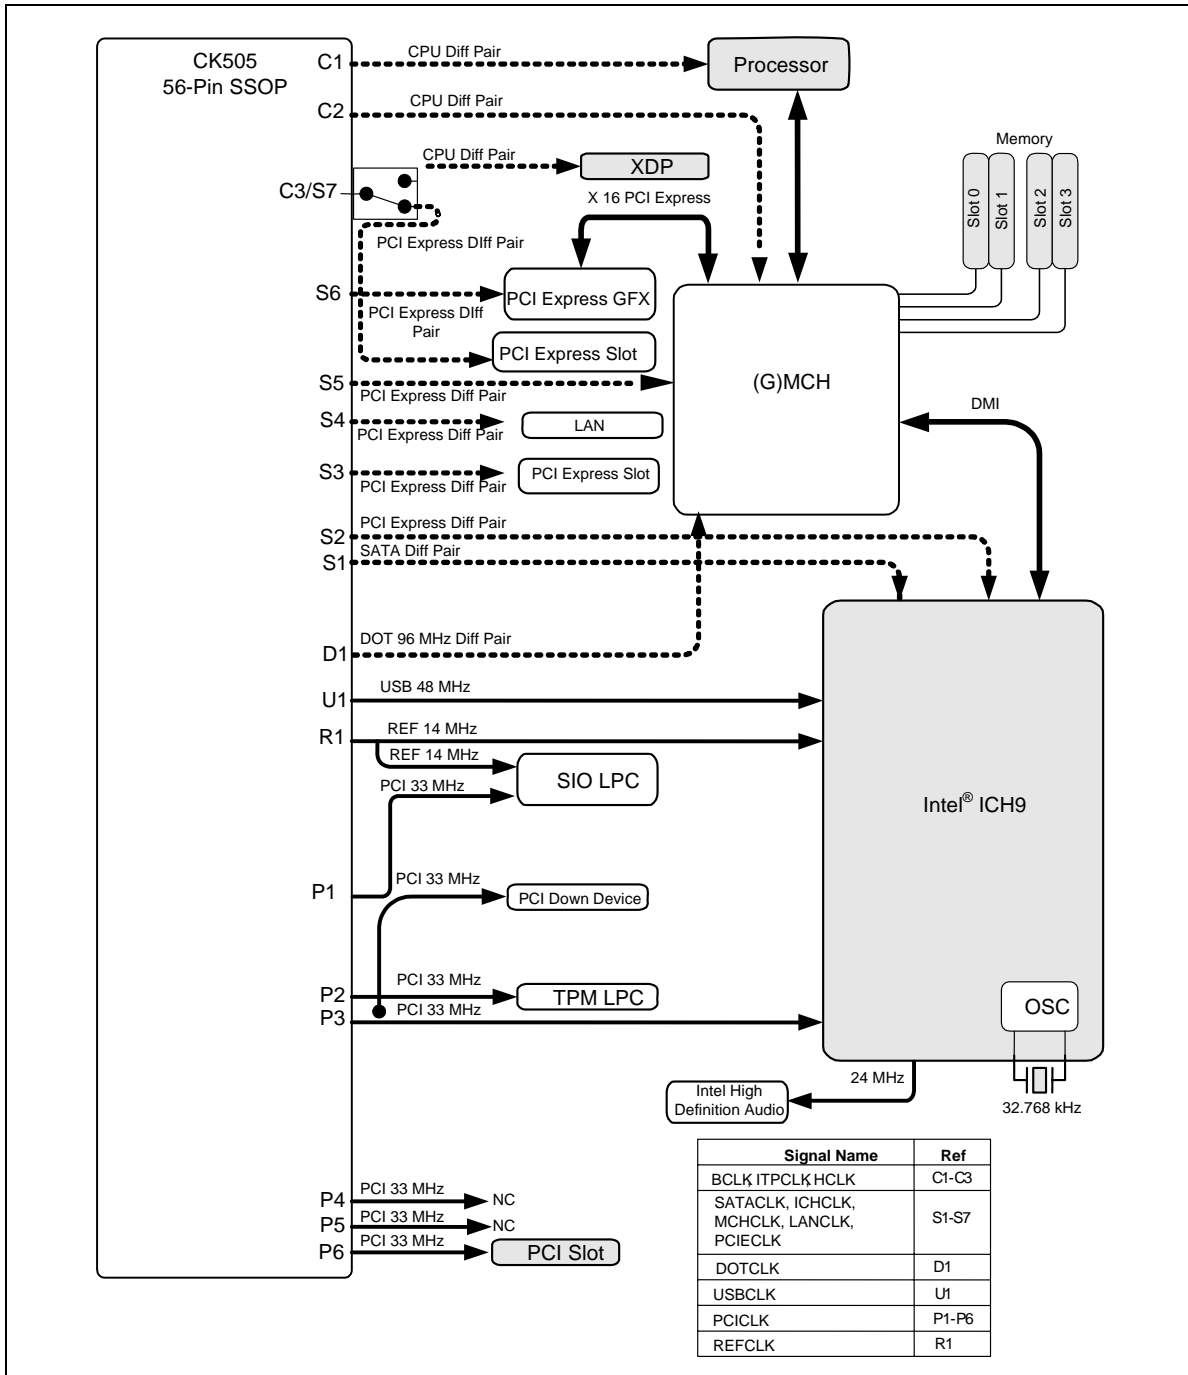 CK505
56-Pin SSOP
C1
CPU Diff Pair
Processor
C2
CPU Diff Pair
CPU Diff Pair
XDP
C3/S7
X 16 PCI Express
PCI Express DIff Pair
Memory
Slot 0
Slot 1
Slot 2
Slot 3
S6
PCI Express GFX
PCI Express DIff
Pair
PCI Express Slot
(G)MCH
S5
PCI Express Diff Pair
DMI
S4
LAN
PCI Express Diff Pair
S3
PCI Express Slot
PCI Express Diff Pair
S2
PCI Express Diff Pair
S1
SATA Diff Pair
D1
DOT 96 MHz Diff Pair
U1
USB 48 MHz
R1
REF 14 MHz
REF 14 MHz
SIO LPC
PCI 33 MHz
Intel® ICH9
P1
PCI 33 MHz
PCI Down Device
P2
PCI 33 MHz
TPM LPC
P3
PCI 33 MHz
OSC
24 MHz
Intel High
Definition Audio
32.768 kHz
P4
PCI 33 MHz
NC
P5
PCI 33 MHz
NC
P6
PCI 33 MHz
PCI Slot
Signal Name Ref
BCLK, ITPCLK, HCLK C1-C3
SATACLK, ICHCLK,
MCHCLK, LANCLK,
PCIECLK
S1-S7
DOTCLK D1
USBCLK U1
PCICLK P1-P6
REFCLK R1